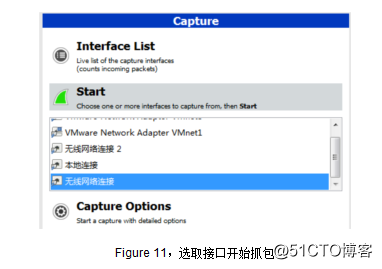 Capture
Interface List
Live list of the capture interfaces
(counts incoming packets)
Start
Choose one or more interfaces to capture from, then Start
VMware Network Adapter VMnet1
无线网络连接 2
本地连接
无线网络连接
Capture Options
Start a capture with detailed options
Figure 11，选取接口开始抓包
@51CTO博客